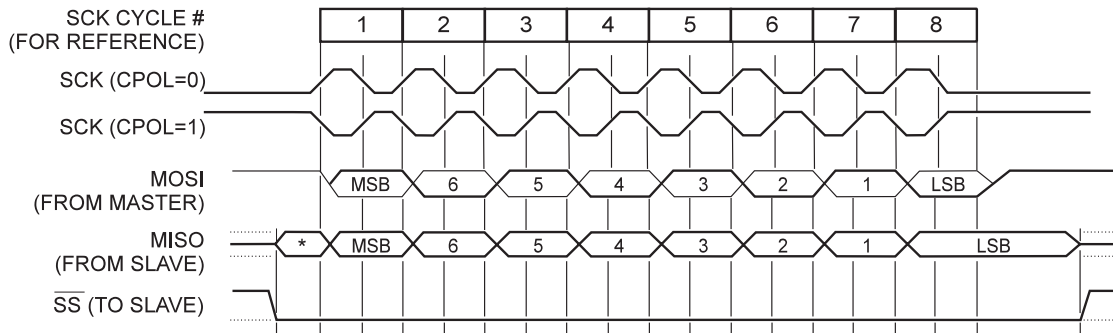 SCK CYCLE #
(FOR REFERENCE)
1 2 3 4 5 6 7 8
SCK (CPOL=0)
SCK (CPOL=1)
MOSI
(FROM MASTER)
MSB 6 5 4 3 2 1 LSB
MISO
(FROM SLAVE)
* MSB 6 5 4 3 2 1 LSB
SS (TO SLAVE)